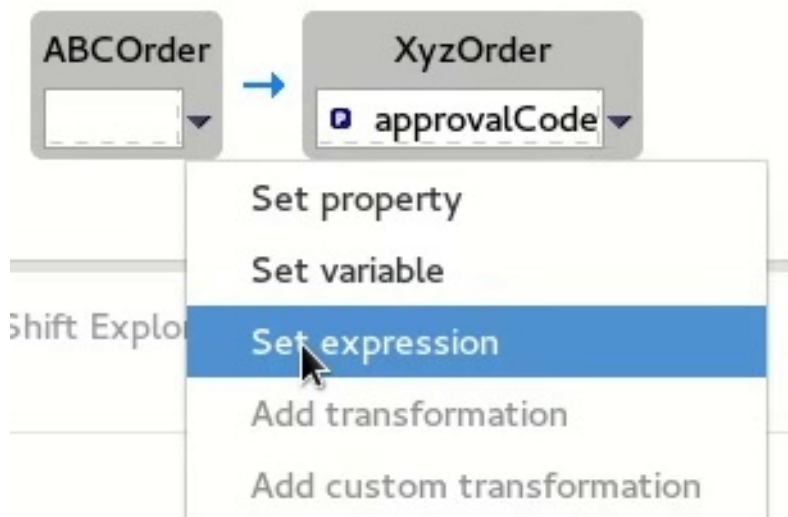 ABCOrder
XyzOrder
approvalCode
Set property
Set variable
Shift Explor
Set expression
Add transformation
Add custom transformation